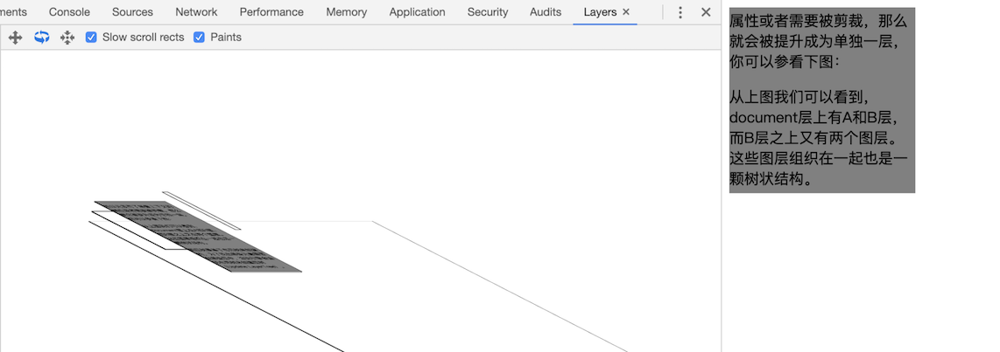 ments Console Sources Network Performance Memory Application Security Audits Layers ×
Slow scroll rects Paints
属性或者需要被剪裁，那么
就会被提升成为单独一层，
你可以参看下图：
从上图我们可以看到，
document层上有A和B层，
而B层之上又有两个图层。
这些图层组织在一起也是一
颗树状结构。